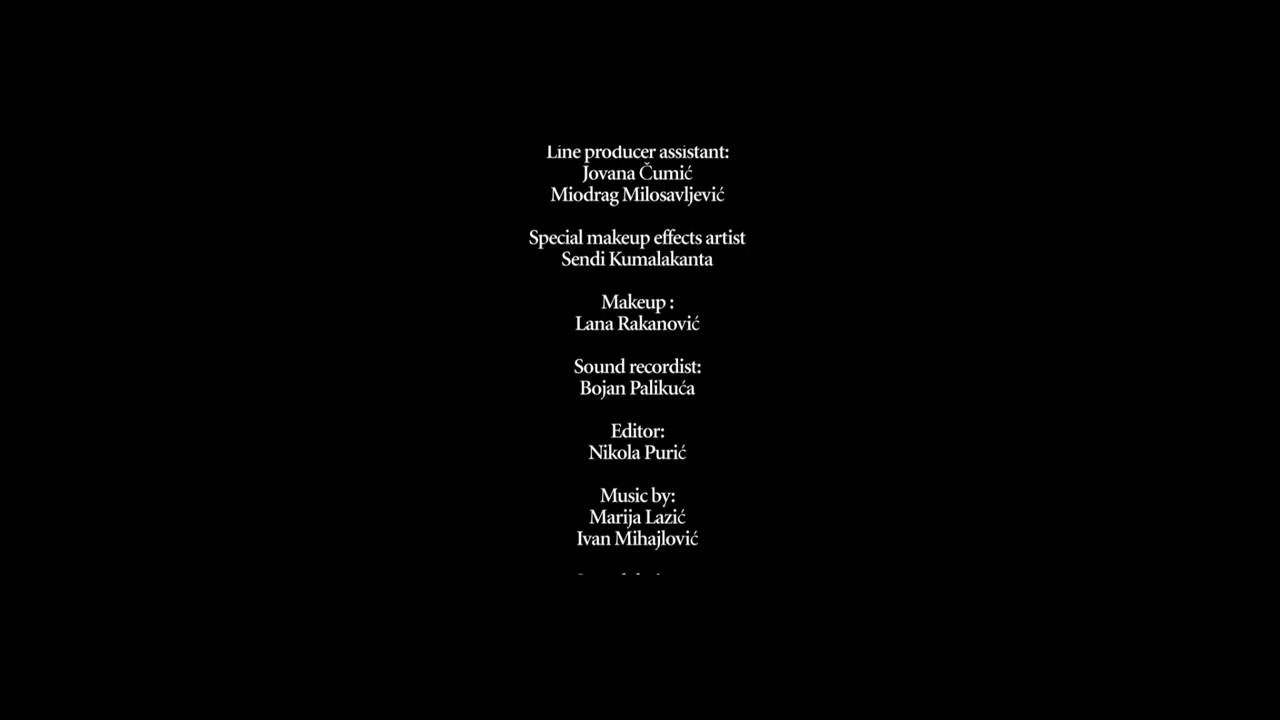 Line producer assistant:
Jovana Čumić
Miodrag Milosavljević
Special makeup effects artist
Sendi Kumalakanta
Makeup :
Lana Rakanović
Sound recordist:
Bojan Palikuća
Editor:
Nikola Purić
Music by:
Marija Lazić
Ivan Mihajlović